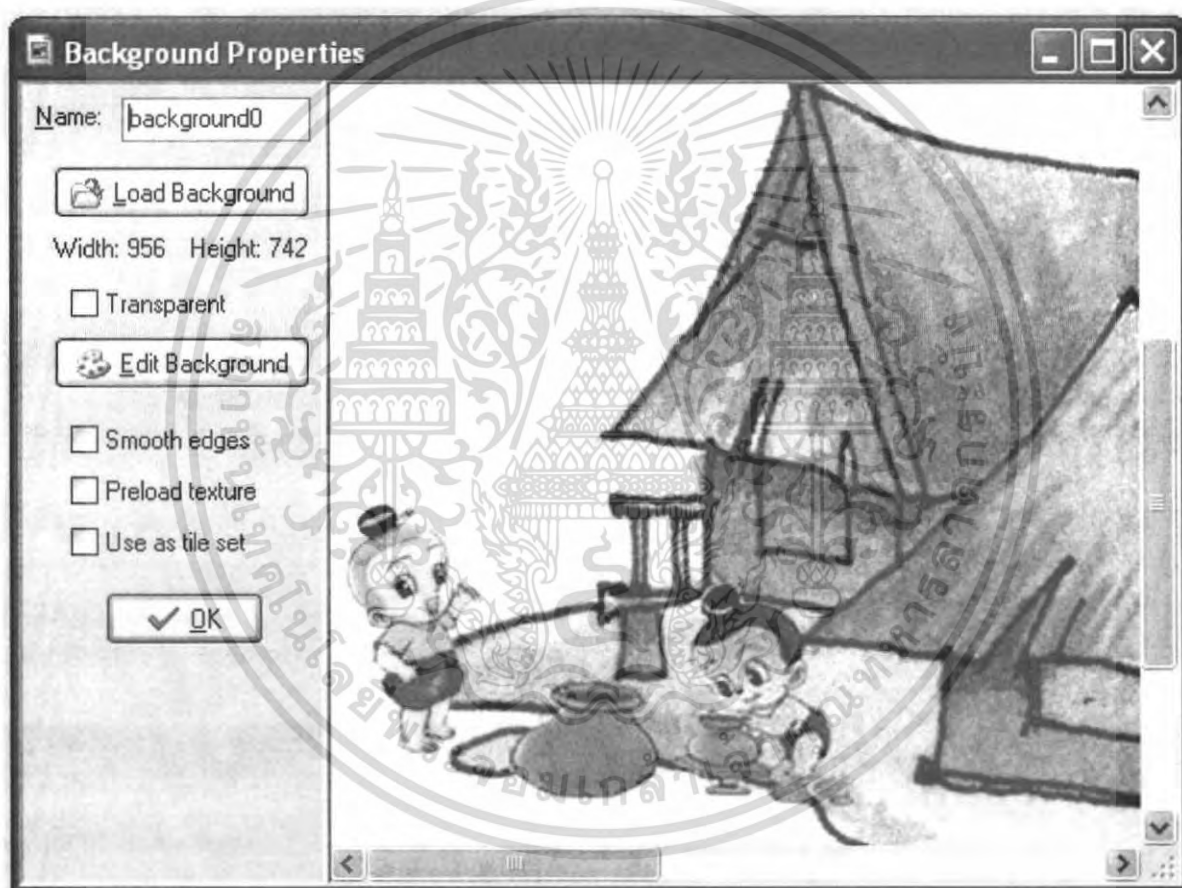 Background Properties
Name: background0
Load Background
Width: 956 Height: 742
Transparent
Edit Background
Smooth edges
Preload texture
Use as tile set
OK